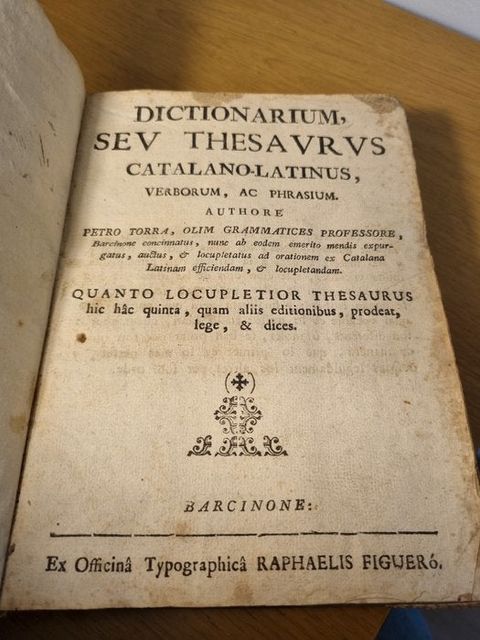 DICTIONARIUM,
SEV THESAVRVS
CATALANO-LATINUS,
VERBORUM, AC PHRASIUM.
AUTHORE
PETRO TORRA, OLIM GRAMMATICES PROFESSORE,
Barcinone concinnatus, nunc ab eodem emerito mendis expur-
gatus, auctus, & locupletatus ad orationem ex Catalana
Latinam efficiendam, & locupletandam.
QUANTO LOCUPLETIOR THESAURUS
hic hâc quinta, quam aliis editionibus, prodeat,
lege, & dices.
BARCINONE:
Ex Officinâ Typographicâ RAPHAELIS FIGUERó.